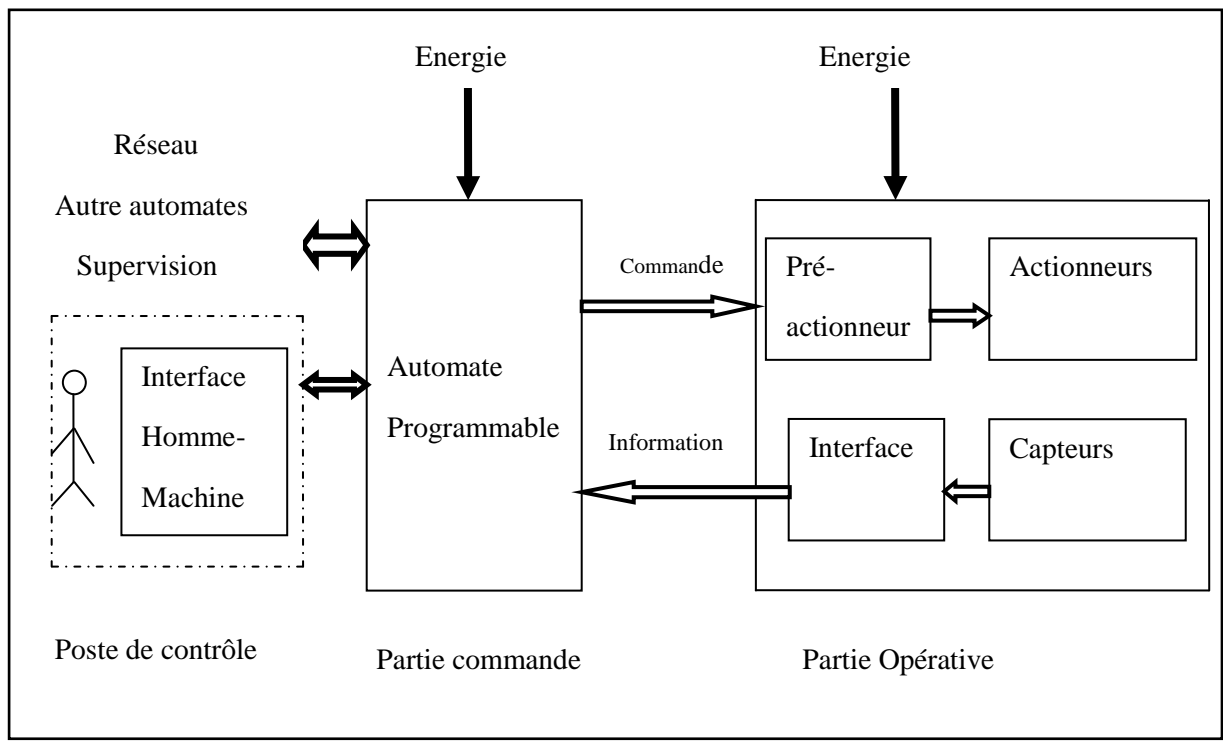 Energie
Energie
Réseau
Autre automates
Supervision
Commande
Pré-
actionneur
Actionneurs
Interface
Homme-
Machine
Automate
Programmable
Information
Interface
Capteurs
Poste de contrôle
Partie commande
Partie Opérative